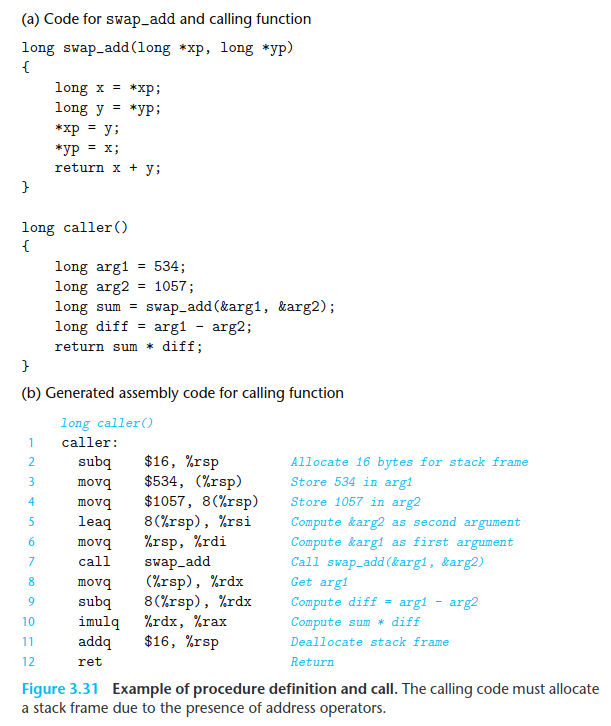 (a) Code for swap_add and calling function
long swap_add(long *xp, long *yp)
{
    long x = *xp;
    long y = *yp;
    *xp = y;
    *yp = x;
    return x + y;
}
long caller()
{
    long arg1 = 534;
    long arg2 = 1057;
    long sum = swap_add(&arg1, &arg2);
    long diff = arg1 - arg2;
    return sum * diff;
}
(b) Generated assembly code for calling function
long caller()
1 caller:
2 subq $16, %rsp Allocate 16 bytes for stack frame
3 movq $534, (%rsp) Store 534 in arg1
4 movq $1057, 8(%rsp) Store 1057 in arg2
5 leaq 8(%rsp), %rsi Compute &arg2 as second argument
6 movq %rsp, %rdi Compute &arg1 as first argument
7 call swap_add Call swap_add(&arg1, &arg2)
8 movq (%rsp), %rdx Get arg1
9 subq 8(%rsp), %rdx Compute diff = arg1 - arg2
10 imulq %rdx, %rax Compute sum * diff
11 addq $16, %rsp Deallocate stack frame
12 ret Return
Figure 3.31 Example of procedure definition and call. The calling code must allocate
a stack frame due to the presence of address operators.